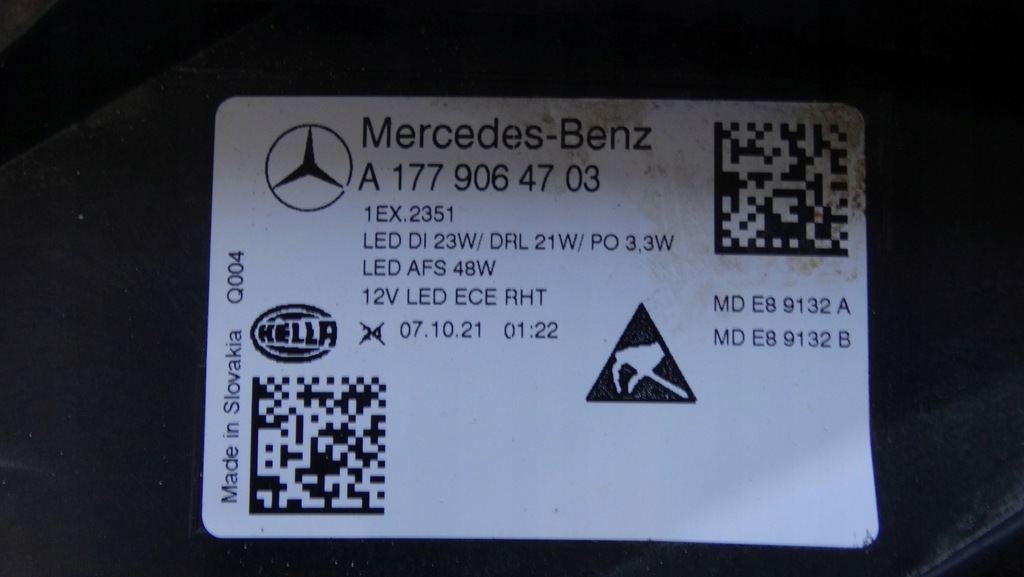 Mercedes-Benz
A 177 906 47 03
1EX.2351
LED DI 23W/ DRL 21W/ PO 3,3W
LED AFS 48W
12V LED ECE RHT
07.10.21 01:22
HELLA
MD E8 9132 A
MD E8 9132 B
Made in Slovakia Q004